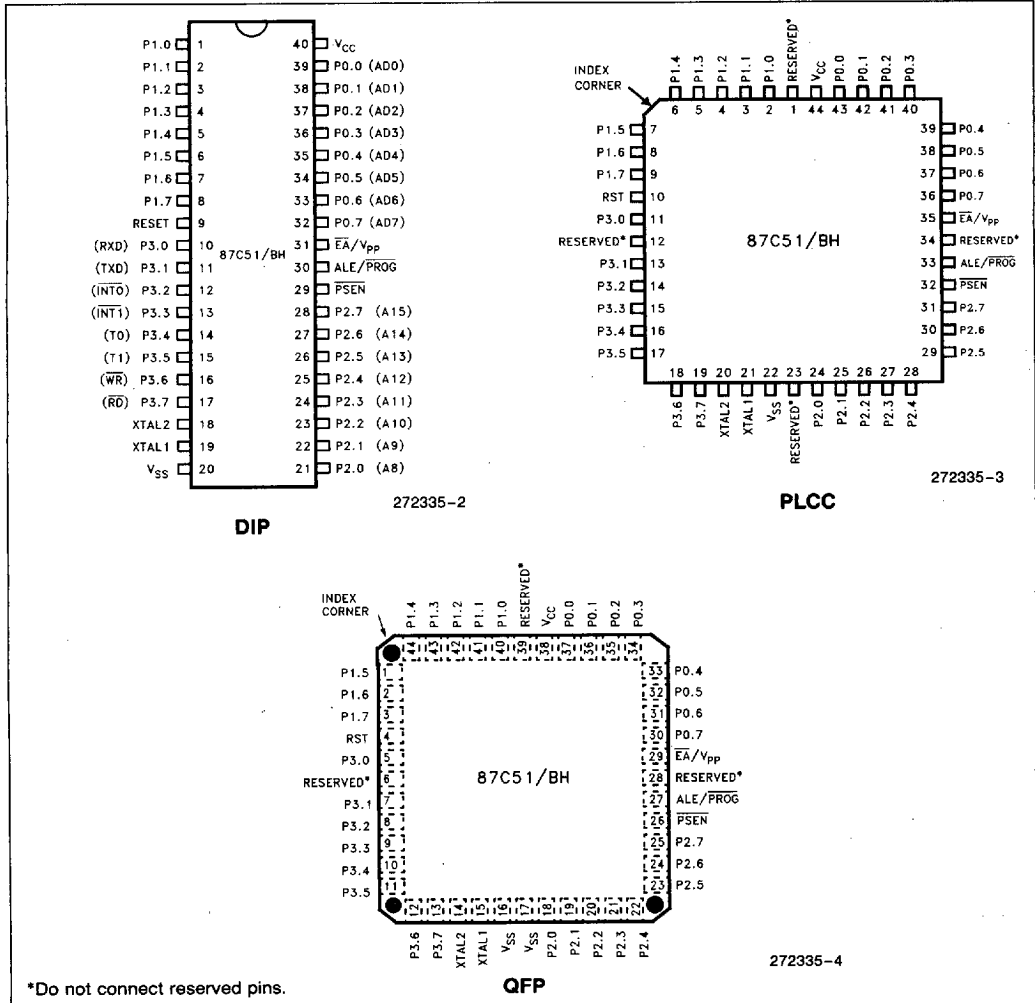 P1.0 1 40 VCC
P1.1 2 39 P0.0 (AD0)
P1.2 3 38 P0.1 (AD1)
P1.3 4 37 P0.2 (AD2)
P1.4 5 36 P0.3 (AD3)
P1.5 6 35 P0.4 (AD4)
P1.6 7 34 P0.5 (AD5)
P1.7 8 33 P0.6 (AD6)
RESET 9 32 P0.7 (AD7)
(RXD) P3.0 10 31 EA/VPP
87C51/BH
(TXD) P3.1 11 30 ALE/PROG
(INT0) P3.2 12 29 PSEN
(INT1) P3.3 13 28 P2.7 (A15)
(T0) P3.4 14 27 P2.6 (A14)
(T1) P3.5 15 26 P2.5 (A13)
(WR) P3.6 16 25 P2.4 (A12)
(RD) P3.7 17 24 P2.3 (A11)
XTAL2 18 23 P2.2 (A10)
XTAL1 19 22 P2.1 (A9)
VSS 20 21 P2.0 (A8)
272335-2
DIP
INDEX
CORNER
P1.4 P1.3 P1.2 P1.1 P1.0 RESERVED* VCC P0.0 P0.1 P0.2 P0.3
6 5 4 3 2 1 44 43 42 41 40
P1.5 7 39 P0.4
P1.6 8 38 P0.5
P1.7 9 37 P0.6
RST 10 36 P0.7
P3.0 11 35 EA/VPP
RESERVED* 12 87C51/BH 34 RESERVED*
P3.1 13 33 ALE/PROG
P3.2 14 32 PSEN
P3.3 15 31 P2.7
P3.4 16 30 P2.6
P3.5 17 29 P2.5
18 19 20 21 22 23 24 25 26 27 28
P3.6 P3.7 XTAL2 XTAL1 VSS RESERVED* P2.0 P2.1 P2.2 P2.3 P2.4
272335-3
PLCC
INDEX
CORNER
P1.4 P1.3 P1.2 P1.1 P1.0 RESERVED* VCC P0.0 P0.1 P0.2 P0.3
44 43 42 41 40 39 38 37 36 35 34
P1.5 1 33 P0.4
P1.6 2 32 P0.5
P1.7 3 31 P0.6
RST 4 30 P0.7
P3.0 5 29 EA/VPP
RESERVED* 6 87C51/BH 28 RESERVED*
P3.1 7 27 ALE/PROG
P3.2 8 26 PSEN
P3.3 9 25 P2.7
P3.4 10 24 P2.6
P3.5 11 23 P2.5
12 13 14 15 16 17 18 19 20 21 22
P3.6 P3.7 XTAL2 XTAL1 VSS VSS P2.0 P2.1 P2.2 P2.3 P2.4
272335-4
QFP
*Do not connect reserved pins.